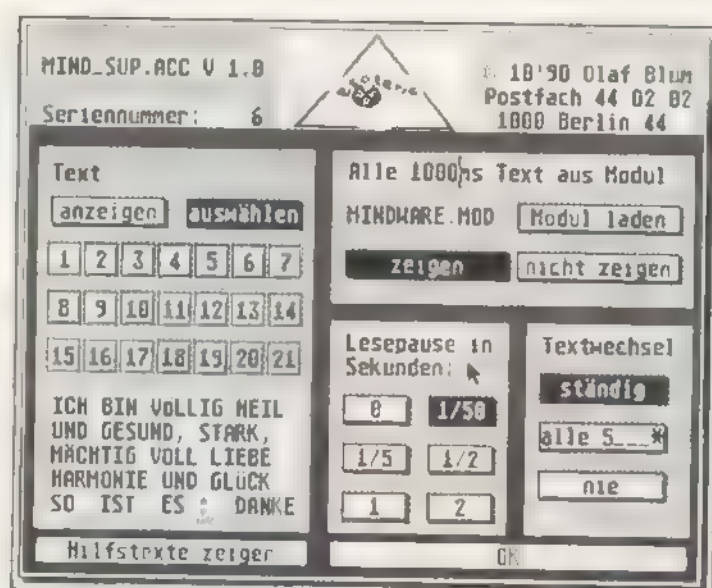 MIND_SUP.ACC V 1.0
Seriennummer: 6
esoteric
© 10'90 Olaf Blum
Postfach 44 02 02
1000 Berlin 44
Text
anzeigen auswählen
1 2 3 4 5 6 7
8 9 10 11 12 13 14
15 16 17 18 19 20 21
ICH BIN VÖLLIG HEIL
UND GESUND, STARK,
MÄCHTIG VOLL LIEBE
HARMONIE UND GLÜCK
SO IST ES DANKE
Hilfstexte zeigen
Alle 1000ms Text aus Modul
MINDWARE.MOD Modul laden
zeigen nicht zeigen
Lesepause in
Sekunden:
0 1/50
1/5 1/2
1 2
Textwechsel
ständig
alle 5___*
nie
OK